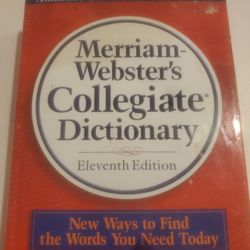 Merriam-
Webster's
Collegiate®
Dictionary
Eleventh Edition
New Ways to Find
the Words You Need Today